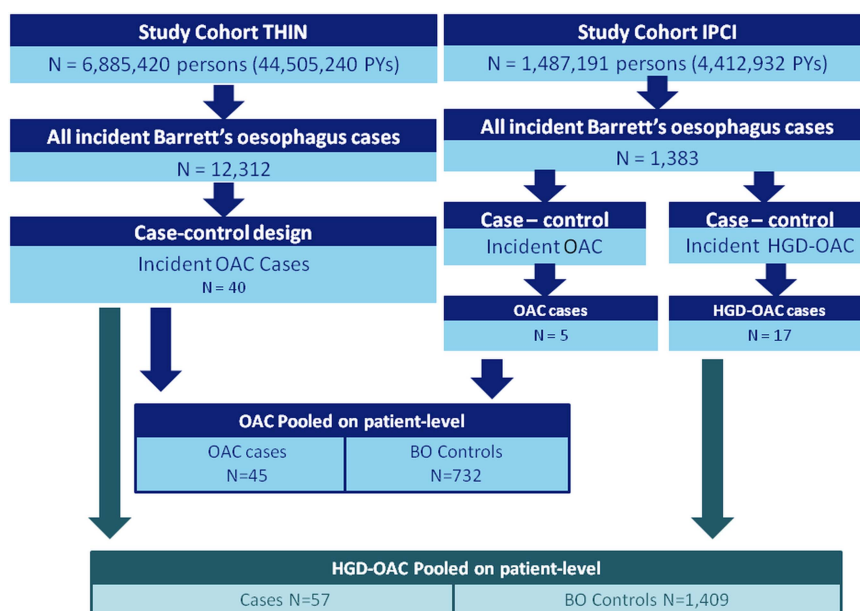 Study Cohort THIN
N = 6,885,420 persons (44,505,240 PYs)
Study Cohort IPCI
N = 1,487,191 persons (4,412,932 PYs)
All incident Barrett's oesophagus cases
N = 12,312
All incident Barrett's oesophagus cases
N = 1,383
Case-control design
Incident OAC Cases
N = 40
Case – control
Incident OAC
Case – control
Incident HGD-OAC
OAC cases
N = 5
HGD-OAC cases
N = 17
OAC Pooled on patient-level
OAC cases
N=45
BO Controls
N=732
HGD-OAC Pooled on patient-level
Cases N=57
BO Controls N=1,409